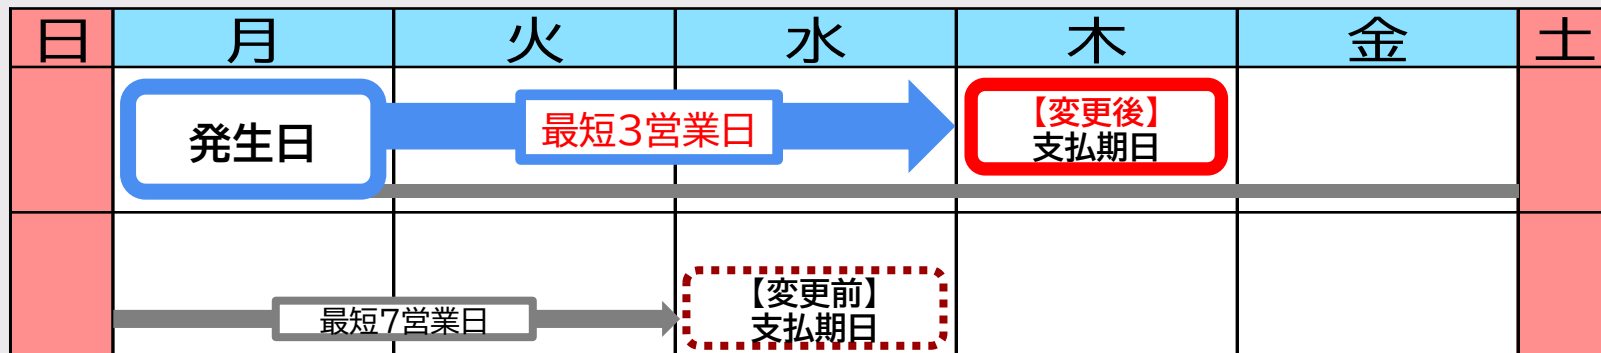 日 月 火 水 木 金 土
発生日
最短3営業日
【変更後】
支払期日
最短7営業日
【変更前】
支払期日